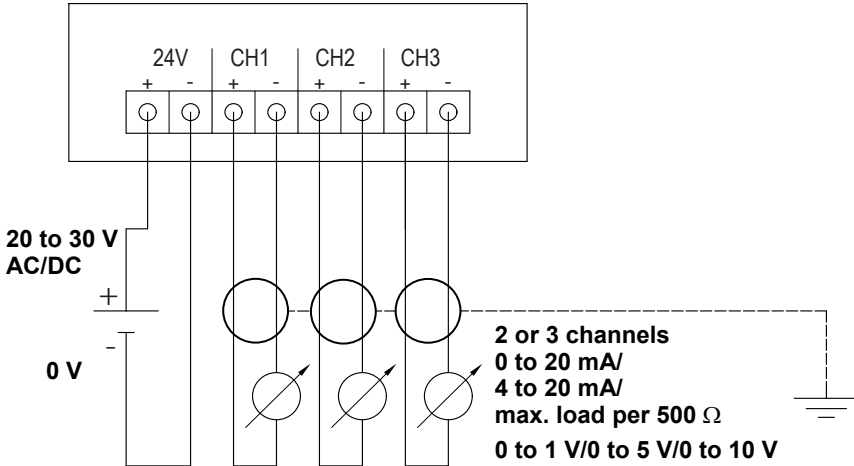 24V CH1 CH2 CH3
+ - + - + - + -
20 to 30 V
AC/DC
+
-
0 V
2 or 3 channels
0 to 20 mA/
4 to 20 mA/
max. load per 500 Ω
0 to 1 V/0 to 5 V/0 to 10 V